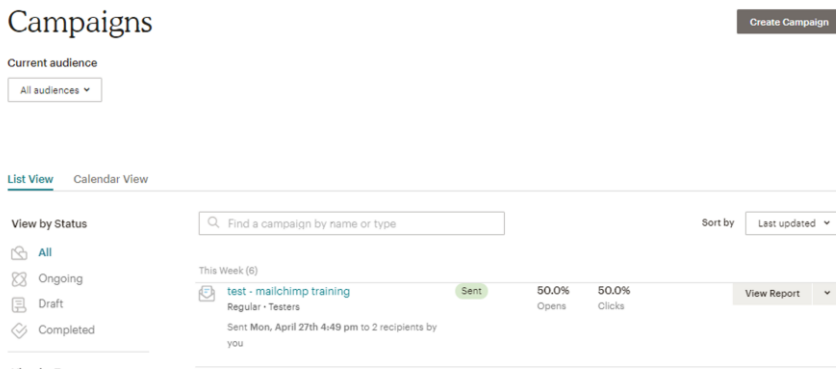 Campaigns
Create Campaign
Current audience
All audiences
List View Calendar View
View by Status
Find a campaign by name or type
Sort by Last updated
All
Ongoing
Draft
Completed
This Week (6)
test - mailchimp training Sent 50.0% 50.0% View Report
Regular • Testers Opens Clicks
Sent Mon, April 27th 4:49 pm to 2 recipients by
you